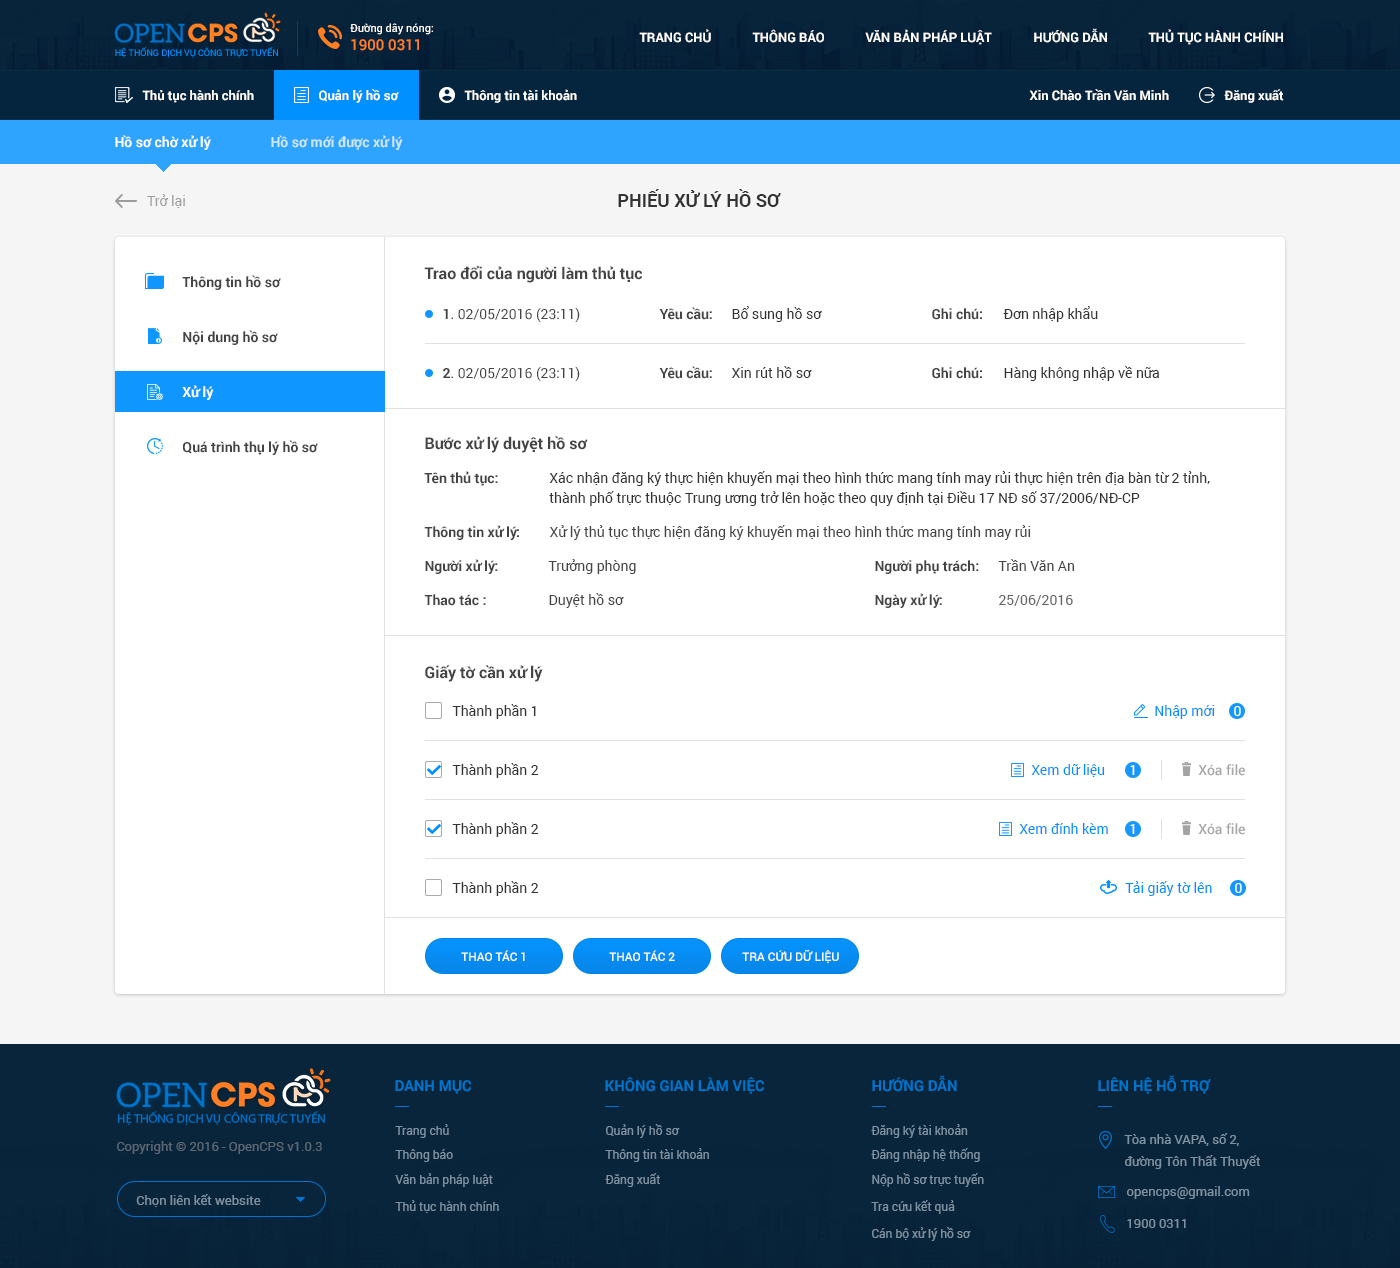 OPENCPS
HỆ THỐNG DỊCH VỤ CÔNG TRỰC TUYẾN
Đường dây nóng:
1900 0311
TRANG CHỦ THÔNG BÁO VĂN BẢN PHÁP LUẬT HƯỚNG DẪN THỦ TỤC HÀNH CHÍNH
Thủ tục hành chính Quản lý hồ sơ Thông tin tài khoản Xin Chào Trần Văn Minh Đăng xuất
Hồ sơ chờ xử lý Hồ sơ mới được xử lý
Trở lại
PHIẾU XỬ LÝ HỒ SƠ
Thông tin hồ sơ
Nội dung hồ sơ
Xử lý
Quá trình thụ lý hồ sơ
Trao đổi của người làm thủ tục
1. 02/05/2016 (23:11) Yêu cầu: Bổ sung hồ sơ Ghi chú: Đơn nhập khẩu
2. 02/05/2016 (23:11) Yêu cầu: Xin rút hồ sơ Ghi chú: Hàng không nhập về nữa
Bước xử lý duyệt hồ sơ
Tên thủ tục: Xác nhận đăng ký thực hiện khuyến mại theo hình thức mang tính may rủi thực hiện trên địa bàn từ 2 tỉnh,
thành phố trực thuộc Trung ương trở lên hoặc theo quy định tại Điều 17 NĐ số 37/2006/NĐ-CP
Thông tin xử lý: Xử lý thủ tục thực hiện đăng ký khuyến mại theo hình thức mang tính may rủi
Người xử lý: Trưởng phòng Người phụ trách: Trần Văn An
Thao tác : Duyệt hồ sơ Ngày xử lý: 25/06/2016
Giấy tờ cần xử lý
Thành phần 1 Nhập mới 0
Thành phần 2 Xem dữ liệu 1 Xóa file
Thành phần 2 Xem đính kèm 1 Xóa file
Thành phần 2 Tải giấy tờ lên 0
THAO TÁC 1 THAO TÁC 2 TRA CỨU DỮ LIỆU
OPENCPS
HỆ THỐNG DỊCH VỤ CÔNG TRỰC TUYẾN
Copyright © 2016 - OpenCPS v1.0.3
Chọn liên kết website
DANH MỤC
Trang chủ
Thông báo
Văn bản pháp luật
Thủ tục hành chính
KHÔNG GIAN LÀM VIỆC
Quản lý hồ sơ
Thông tin tài khoản
Đăng xuất
HƯỚNG DẪN
Đăng ký tài khoản
Đăng nhập hệ thống
Nộp hồ sơ trực tuyến
Tra cứu kết quả
Cán bộ xử lý hồ sơ
LIÊN HỆ HỖ TRỢ
Tòa nhà VAPA, số 2,
đường Tôn Thất Thuyết
opencps@gmail.com
1900 0311